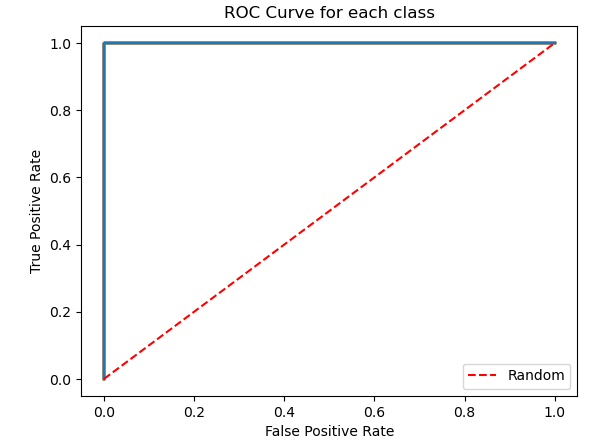 ROC Curve for each class
True Positive Rate
1.0
0.8
0.6
0.4
0.2
0.0
Random
0.0 0.2 0.4 0.6 0.8 1.0
False Positive Rate